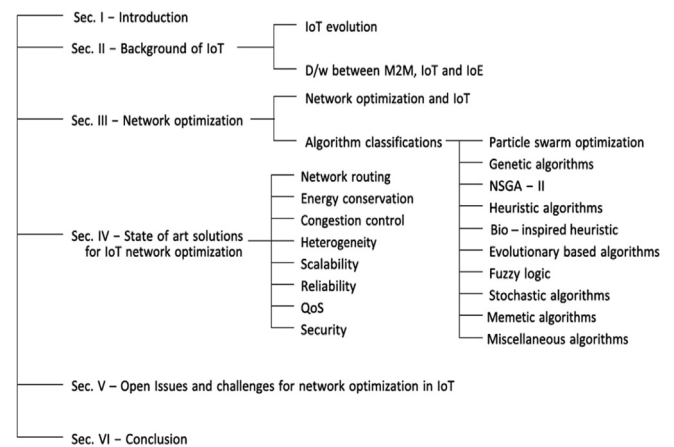 Sec. I – Introduction
Sec. II – Background of IoT
IoT evolution
D/w between M2M, IoT and IoE
Sec. III – Network optimization
Network optimization and IoT
Algorithm classifications
Particle swarm optimization
Genetic algorithms
NSGA – II
Heuristic algorithms
Bio – inspired heuristic
Evolutionary based algorithms
Fuzzy logic
Stochastic algorithms
Memetic algorithms
Miscellaneous algorithms
Sec. IV – State of art solutions
for IoT network optimization
Network routing
Energy conservation
Congestion control
Heterogeneity
Scalability
Reliability
QoS
Security
Sec. V – Open Issues and challenges for network optimization in IoT
Sec. VI – Conclusion